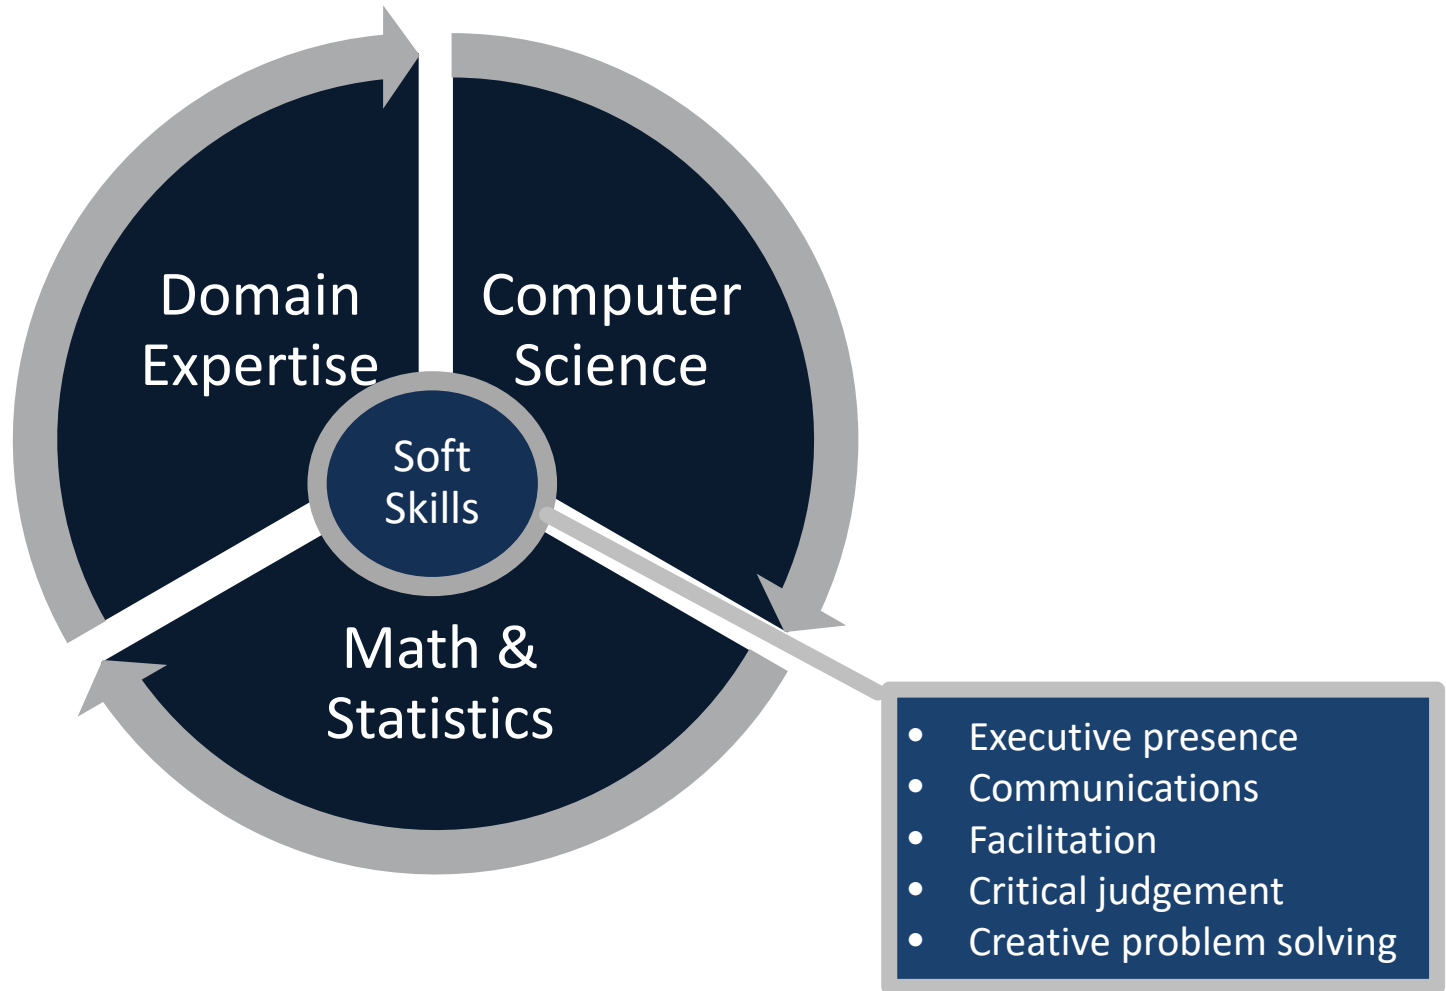 Domain
Expertise
Computer
Science
Soft
Skills
Math &
Statistics
• Executive presence
• Communications
• Facilitation
• Critical judgement
• Creative problem solving